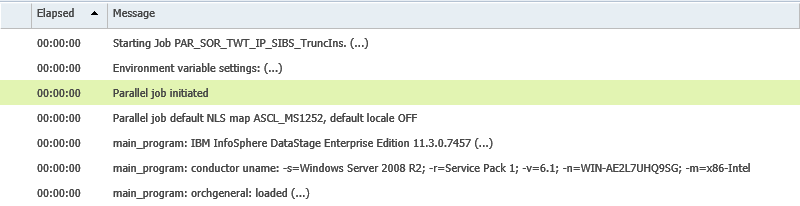 Elapsed Message
00:00:00 Starting Job PAR_SOR_TWT_IP_SIBS_TruncIns. (...)
00:00:00 Environment variable settings: (...)
00:00:00 Parallel job initiated
00:00:00 Parallel job default NLS map ASCL_MS1252, default locale OFF
00:00:00 main_program: IBM InfoSphere DataStage Enterprise Edition 11.3.0.7457 (...)
00:00:00 main_program: conductor uname: -s=Windows Server 2008 R2; -r=Service Pack 1; -v=6.1; -n=WIN-AE2L7UHQ9SG; -m=x86-Intel
00:00:00 main_program: orchgeneral: loaded (...)